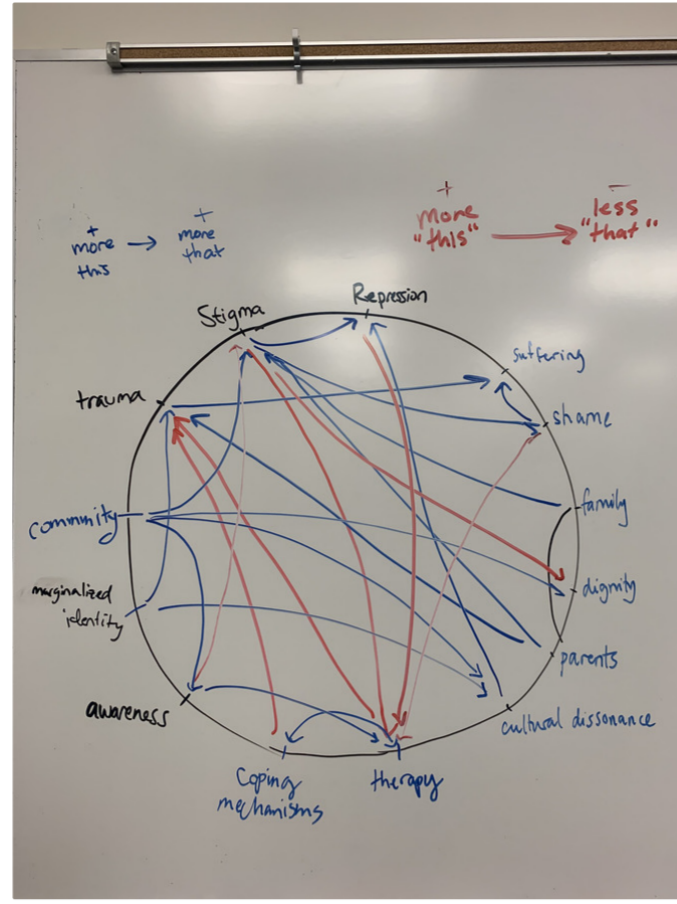 +
more
this
→
+
more
that
+
more
"this"
→
−
less
"that"
Stigma
Repression
suffering
trauma
shame
family
community
dignity
marginalized
identity
parents
awareness
cultural dissonance
Coping
mechanisms
therapy